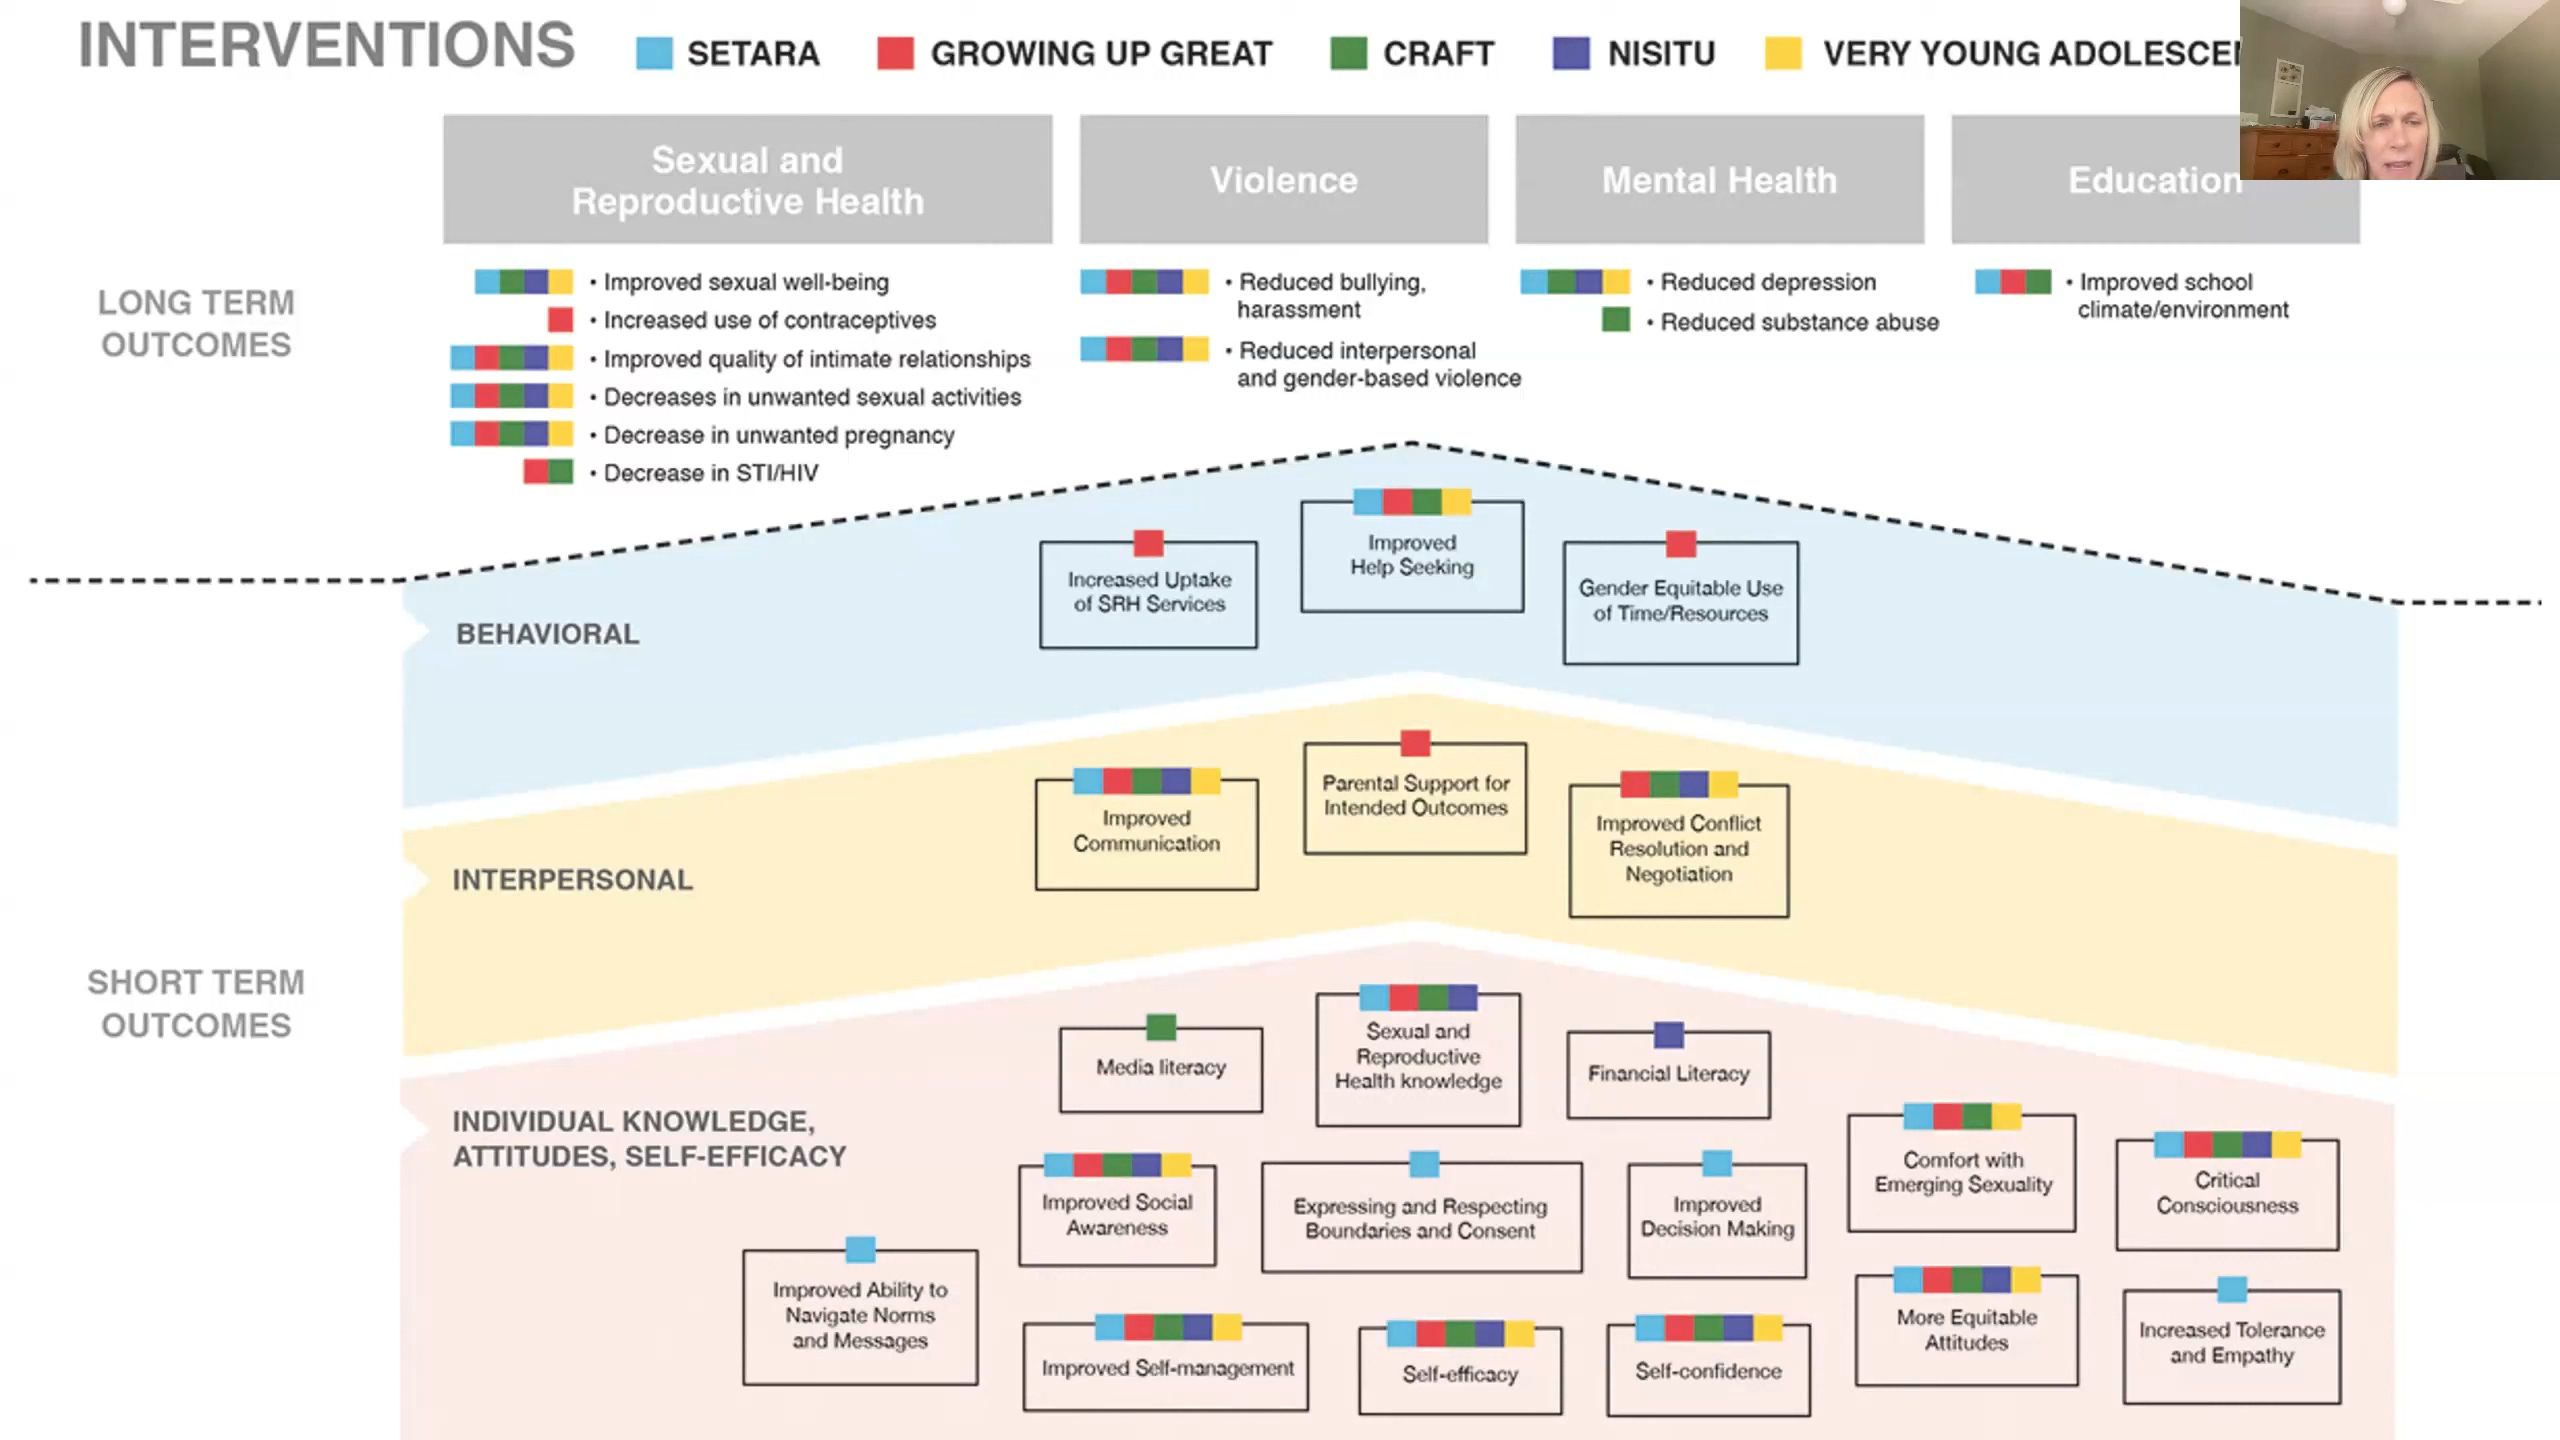 INTERVENTIONS
SETARA
GROWING UP GREAT
CRAFT
NISITU
VERY YOUNG
Sexual and
Reproductive Health
Violence
Mental Health
Education
LONG TERM
OUTCOMES
• Improved sexual well-being
• Increased use of contraceptives
• Improved quality of intimate relationships
• Decreases in unwanted sexual activities
• Decrease in unwanted pregnancy
• Decrease in STI/HIV
• Reduced bullying,
harassment
• Reduced interpersonal
and gender-based violence
• Reduced depression
• Reduced substance abuse
• Improved school
climate/environment
SHORT TERM
OUTCOMES
BEHAVIORAL
Increased Uptake
of SRH Services
Improved
Help Seeking
Gender Equitable Use
of Time/Resources
INTERPERSONAL
Improved
Communication
Parental Support for
Intended Outcomes
Improved Conflict
Resolution and
Negotiation
INDIVIDUAL KNOWLEDGE,
ATTITUDES, SELF-EFFICACY
Media literacy
Sexual and
Reproductive
Health knowledge
Financial Literacy
Improved Social
Awareness
Expressing and Respecting
Boundaries and Consent
Improved
Decision Making
Comfort with
Emerging Sexuality
Critical
Consciousness
Improved Ability to
Navigate Norms
and Messages
Improved Self-management
Self-efficacy
Self-confidence
More Equitable
Attitudes
Increased Tolerance
and Empathy